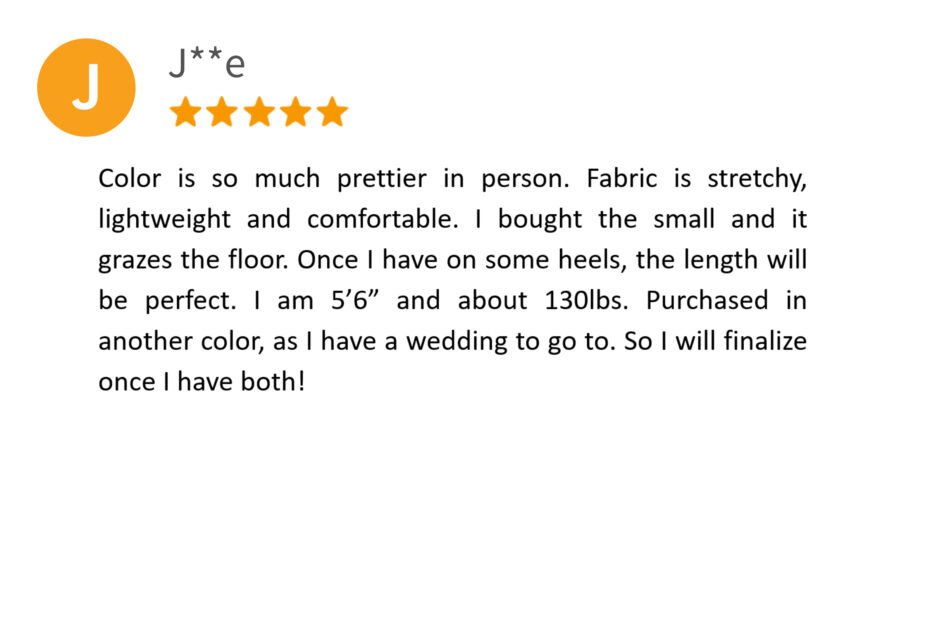 J
J**e
Color is so much prettier in person. Fabric is stretchy,
lightweight and comfortable. I bought the small and it
grazes the floor. Once I have on some heels, the length will
be perfect. I am 5’6” and about 130lbs. Purchased in
another color, as I have a wedding to go to. So I will finalize
once I have both!